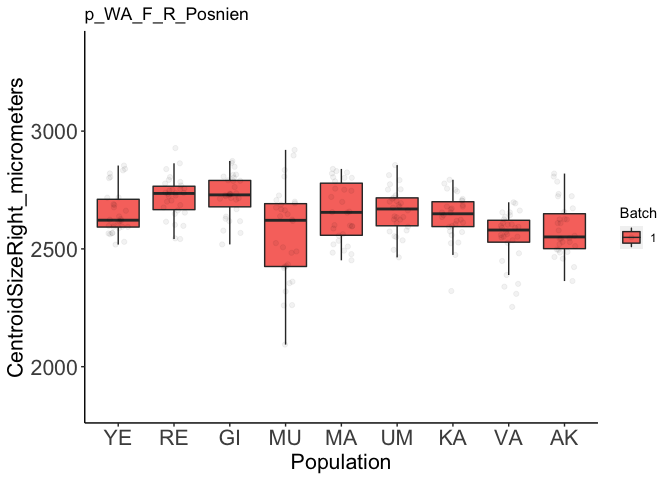 p_WA_F_R_Posnien
CentroidSizeRight_micrometers
3000
2500
2000
YE RE GI MU MA UM KA VA AK
Population
Batch
1